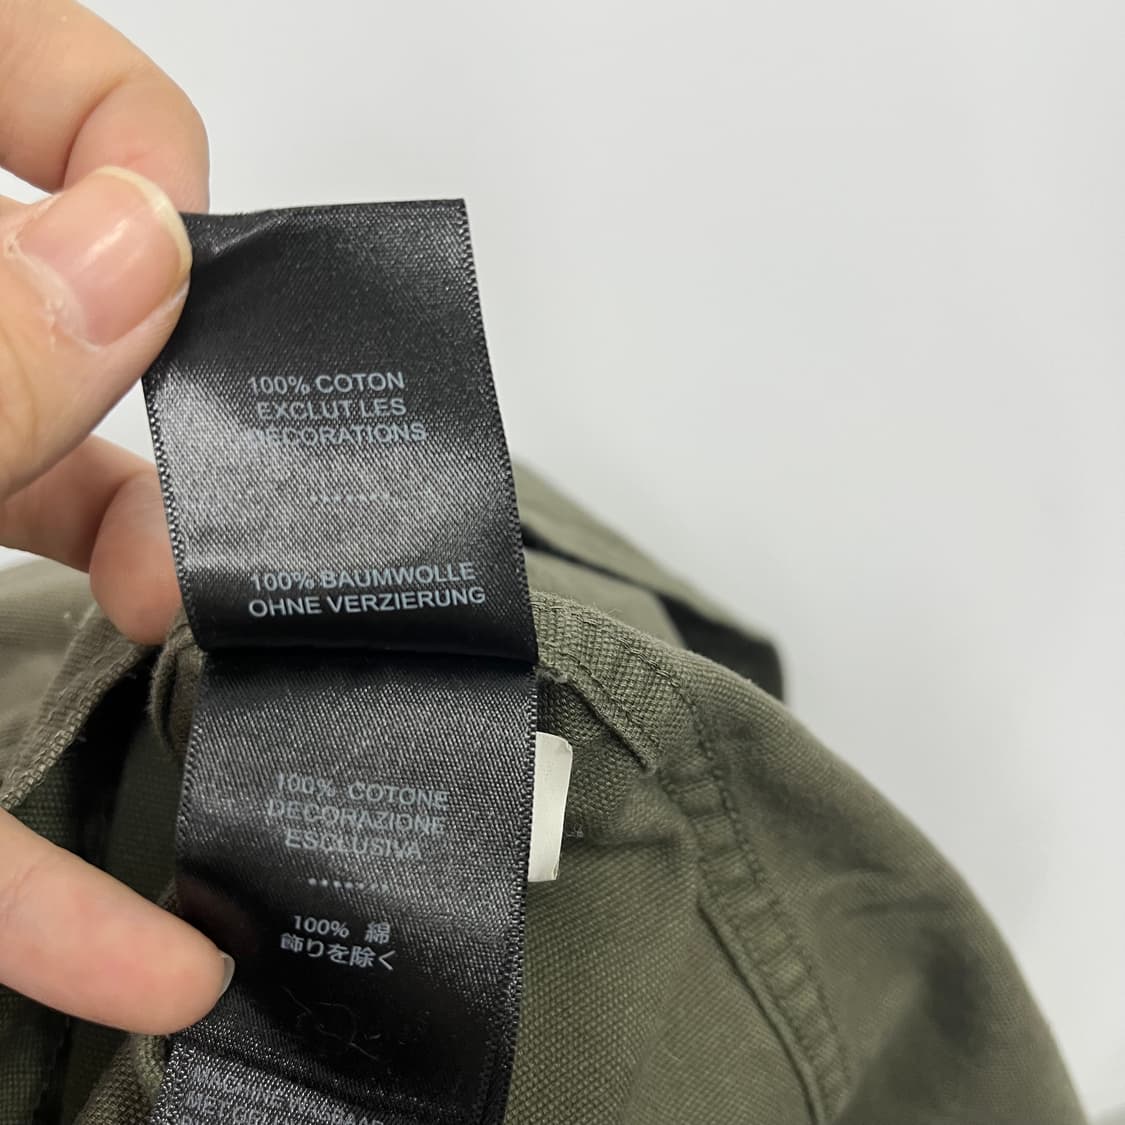 100% COTON
EXCLUT LES
DECORATIONS
100% BAUMWOLLE
OHNE VERZIERUNG
100% COTONE
DECORAZIONE
ESCLUSIVA
100% 綿
飾りを除く
MACHINE